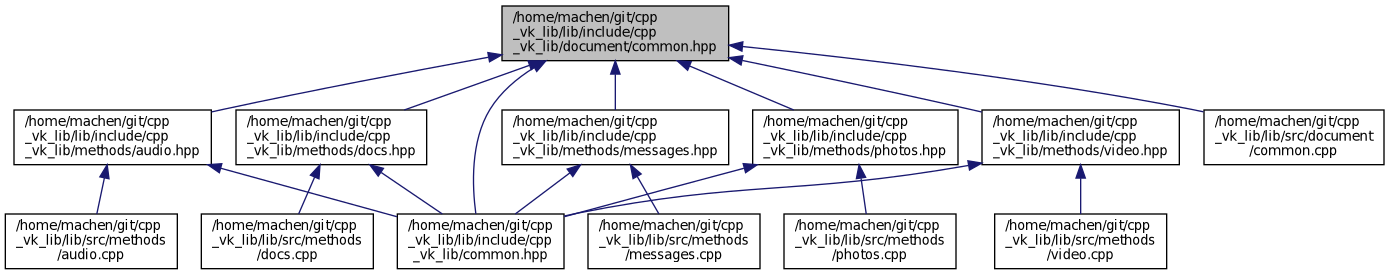 /home/machen/git/cpp
_vk_lib/lib/include/cpp
_vk_lib/document/common.hpp
/home/machen/git/cpp
_vk_lib/lib/include/cpp
_vk_lib/methods/audio.hpp
/home/machen/git/cpp
_vk_lib/lib/include/cpp
_vk_lib/methods/docs.hpp
/home/machen/git/cpp
_vk_lib/lib/include/cpp
_vk_lib/methods/messages.hpp
/home/machen/git/cpp
_vk_lib/lib/include/cpp
_vk_lib/methods/photos.hpp
/home/machen/git/cpp
_vk_lib/lib/include/cpp
_vk_lib/methods/video.hpp
/home/machen/git/cpp
_vk_lib/lib/src/document
/common.cpp
/home/machen/git/cpp
_vk_lib/lib/src/methods
/audio.cpp
/home/machen/git/cpp
_vk_lib/lib/src/methods
/docs.cpp
/home/machen/git/cpp
_vk_lib/lib/include/cpp
_vk_lib/common.hpp
/home/machen/git/cpp
_vk_lib/lib/src/methods
/messages.cpp
/home/machen/git/cpp
_vk_lib/lib/src/methods
/photos.cpp
/home/machen/git/cpp
_vk_lib/lib/src/methods
/video.cpp